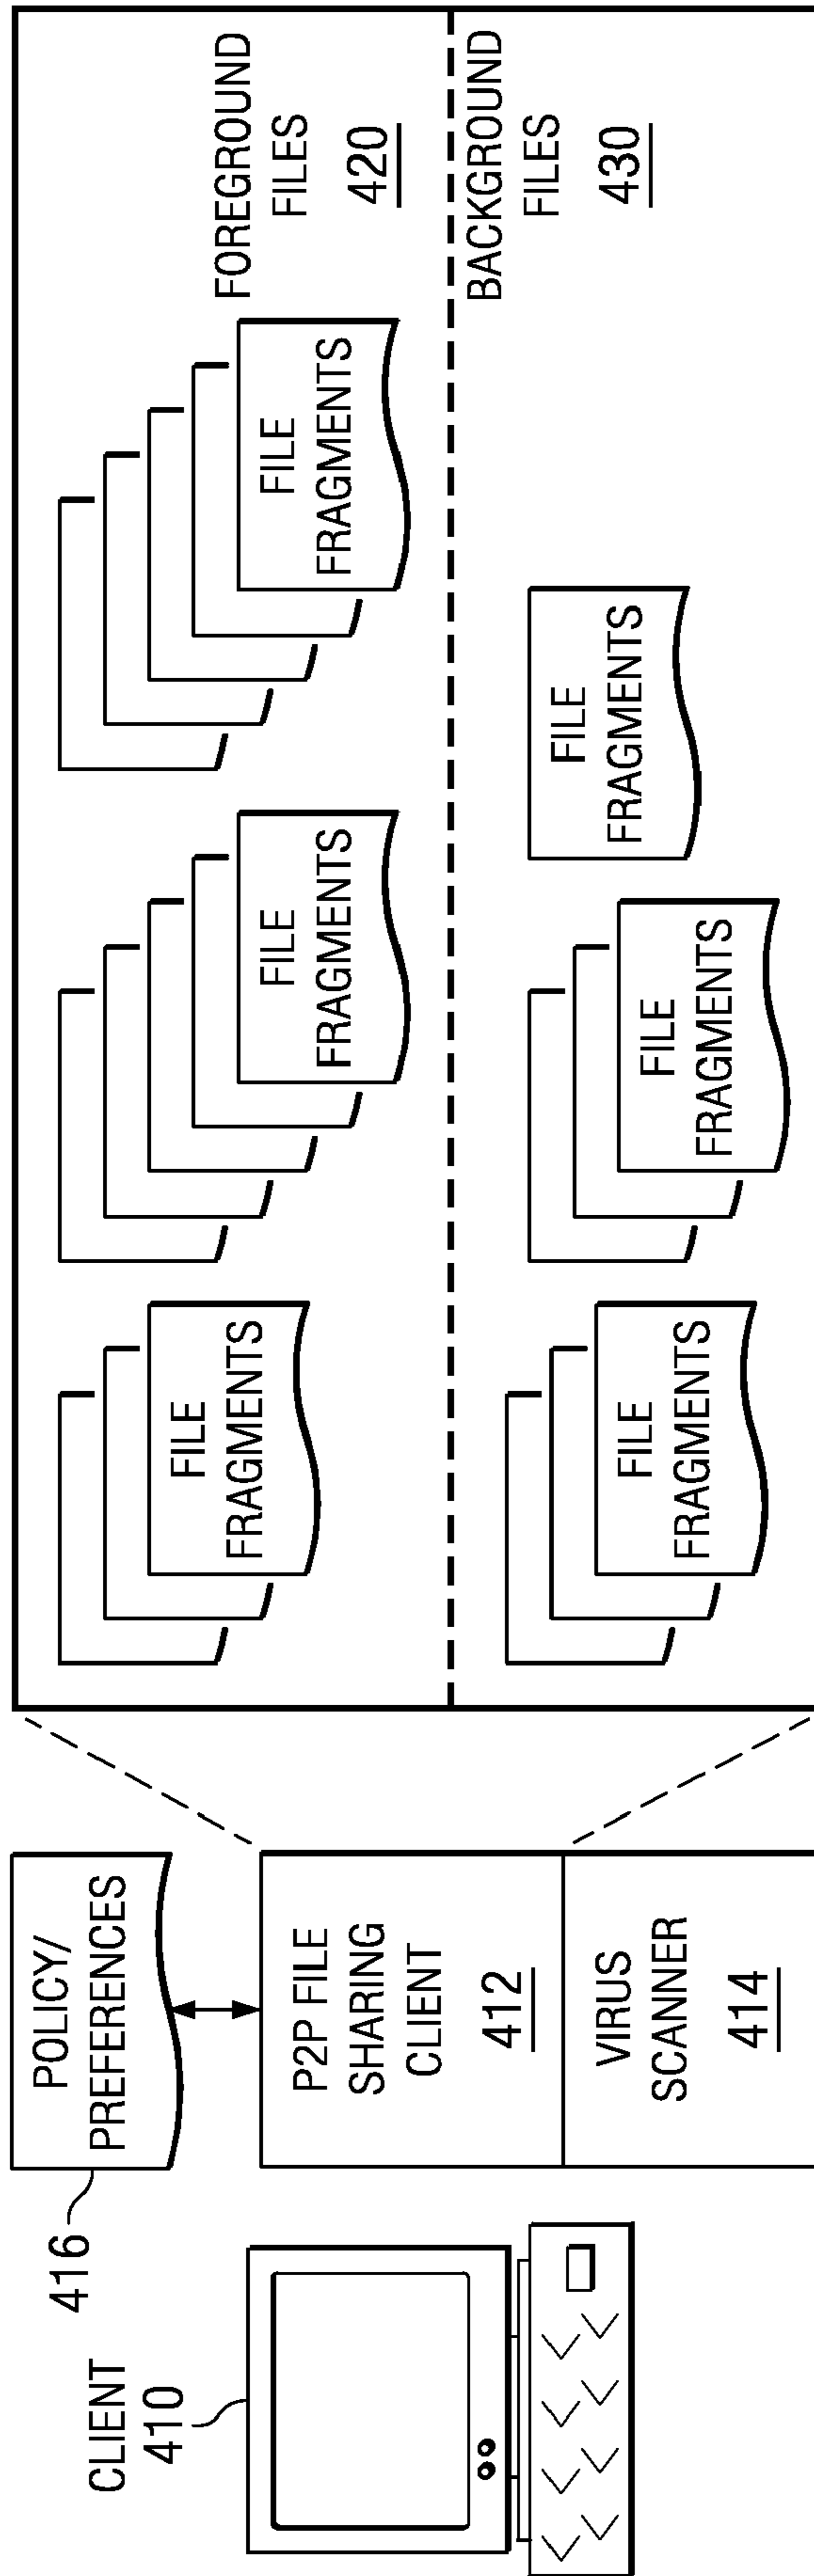 CLIENT
410
416
POLICY/
PREFERENCES
P2P FILE
SHARING
CLIENT
412
VIRUS
SCANNER
414
FILE
FRAGMENTS
FILE
FRAGMENTS
FILE
FRAGMENTS
FOREGROUND
FILES
420
FILE
FRAGMENTS
FILE
FRAGMENTS
FILE
FRAGMENTS
BACKGROUND
FILES
430